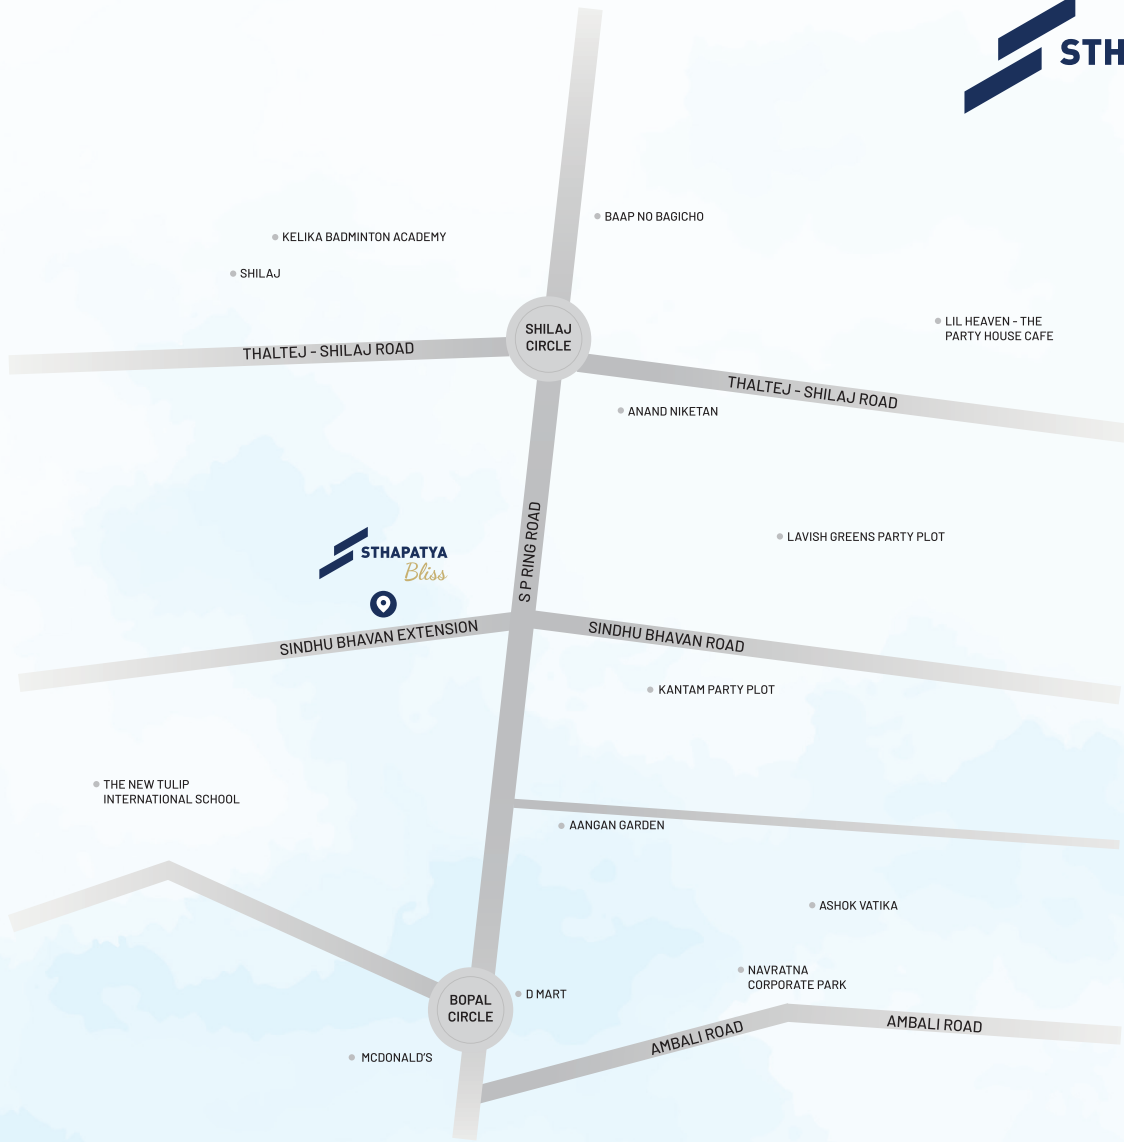 STH
BAAP NO BAGICHO
KELIKA BADMINTON ACADEMY
SHILAJ
SHILAJ
CIRCLE
LIL HEAVEN - THE
PARTY HOUSE CAFE
THALTEJ - SHILAJ ROAD
THALTEJ - SHILAJ ROAD
ANAND NIKETAN
S P RING ROAD
LAVISH GREENS PARTY PLOT
STHAPATYA
Bliss
SINDHU BHAVAN EXTENSION
SINDHU BHAVAN ROAD
KANTAM PARTY PLOT
THE NEW TULIP
INTERNATIONAL SCHOOL
AANGAN GARDEN
ASHOK VATIKA
NAVRATNA
CORPORATE PARK
BOPAL
CIRCLE
D MART
AMBALI ROAD
AMBALI ROAD
MCDONALD'S